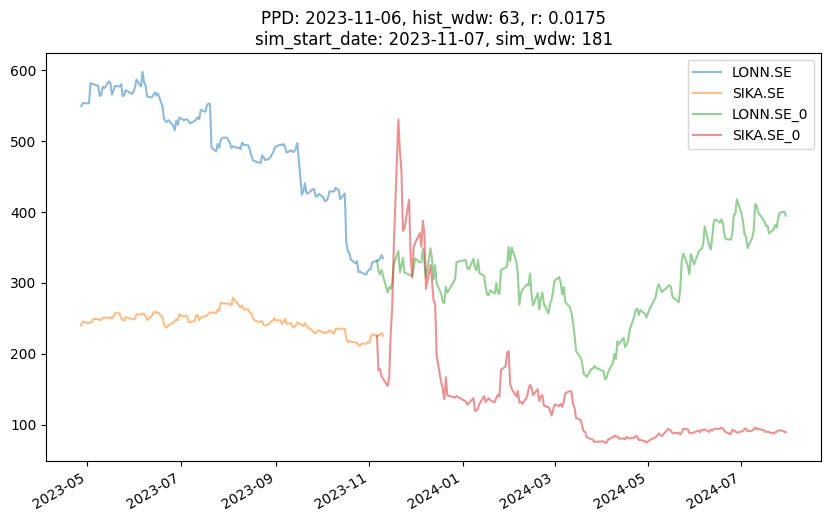 PPD: 2023-11-06, hist_wdw: 63, r: 0.0175
sim_start_date: 2023-11-07, sim_wdw: 181
LONN.SE
SIKA.SE
LONN.SE_0
SIKA.SE_0
600
500
400
300
200
100
2023-05
2023-07
2023-09
2023-11
2024-01
2024-03
2024-05
2024-07